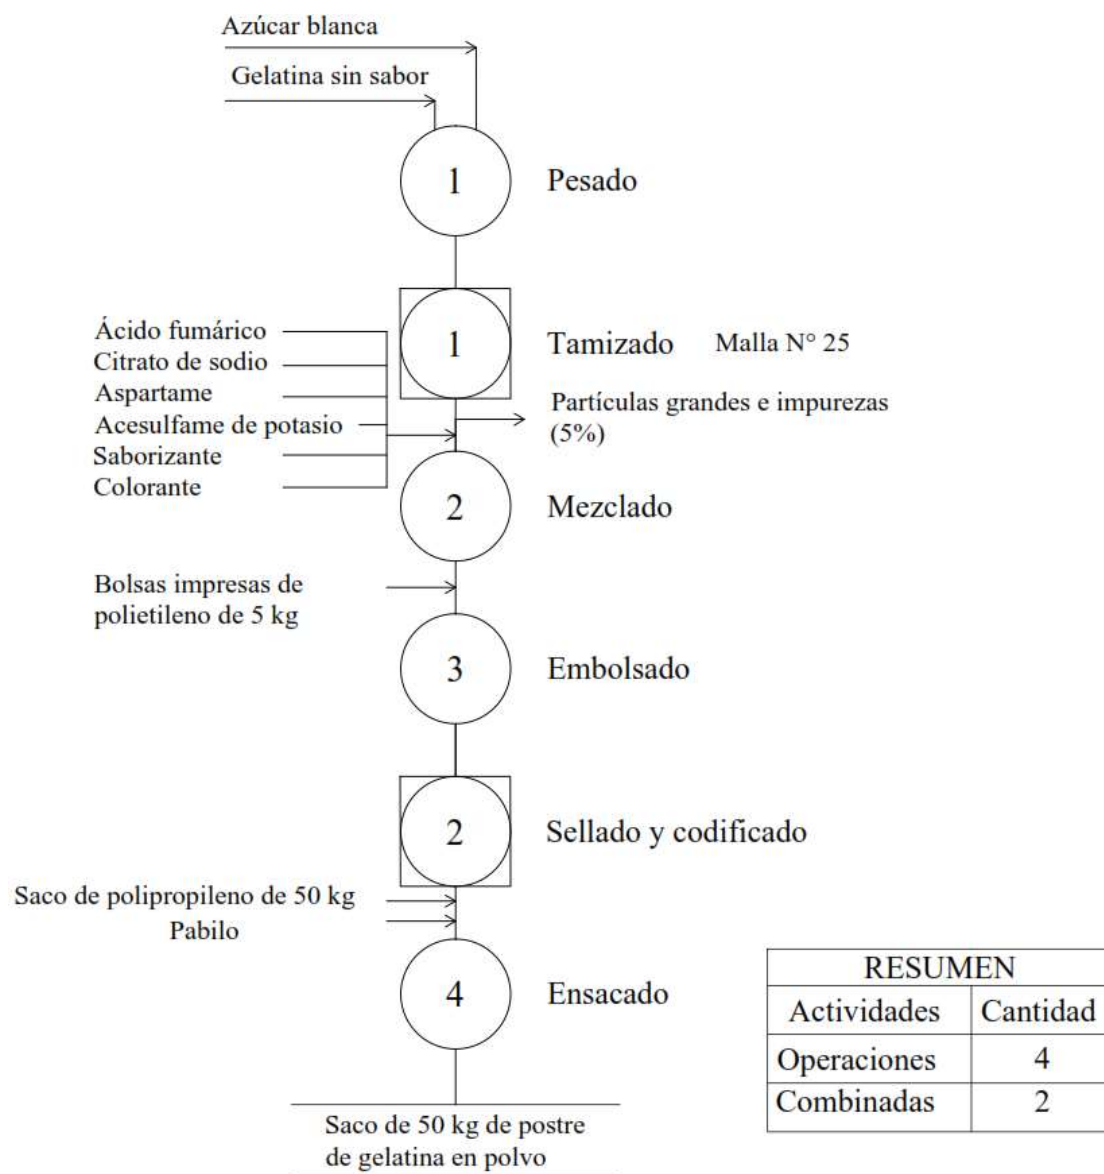 Azúcar blanca
Gelatina sin sabor
1
Pesado
Ácido fumárico
Citrato de sodio
Aspartame
Acesulfame de potasio
Saborizante
Colorante
1
Tamizado
Malla N° 25
Partículas grandes e impurezas
(5%)
2
Mezclado
Bolsas impresas de
polietileno de 5 kg
3
Embolsado
2
Sellado y codificado
Saco de polipropileno de 50 kg
Pabilo
4
Ensacado
Saco de 50 kg de postre
de gelatina en polvo
RESUMEN
Actividades Cantidad
Operaciones 4
Combinadas 2